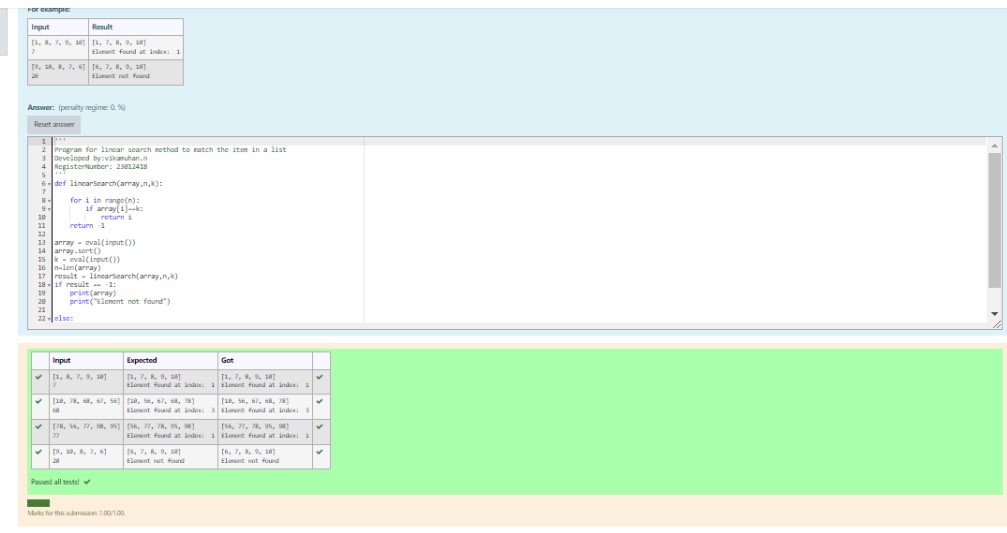 For example:
Input Result
[1, 8, 7, 9, 10] [1, 7, 8, 9, 10]
7 Element found at index: 1
[9, 10, 8, 7, 6] [6, 7, 8, 9, 10]
20 Element not found
Answer: (penalty regime: 0, %)
Reset answer
1 '''
2 Program for linear search method to match the item in a list
3 Developed by:vikamuhan.n
4 RegisterNumber: 23012418
5 '''
6 def linearSearch(array,n,k):
7
8 for i in range(n):
9 if array[i]==k:
10 return i
11 return -1
12
13 array = eval(input())
14 array.sort()
15 k = eval(input())
16 n=len(array)
17 result = linearSearch(array,n,k)
18 if result == -1:
19 print(array)
20 print("Element not found")
21
22 else:
Input Expected Got
[1, 8, 7, 9, 10] [1, 7, 8, 9, 10] [1, 7, 8, 9, 10]
7 Element found at index: 1 Element found at index: 1
[10, 78, 68, 67, 56] [10, 56, 67, 68, 78] [10, 56, 67, 68, 78]
68 Element found at index: 3 Element found at index: 3
[78, 56, 77, 98, 95] [56, 77, 78, 95, 98] [56, 77, 78, 95, 98]
77 Element found at index: 1 Element found at index: 1
[9, 10, 8, 7, 6] [6, 7, 8, 9, 10] [6, 7, 8, 9, 10]
20 Element not found Element not found
Passed all tests!
Marks for this submission: 1.00/1.00.